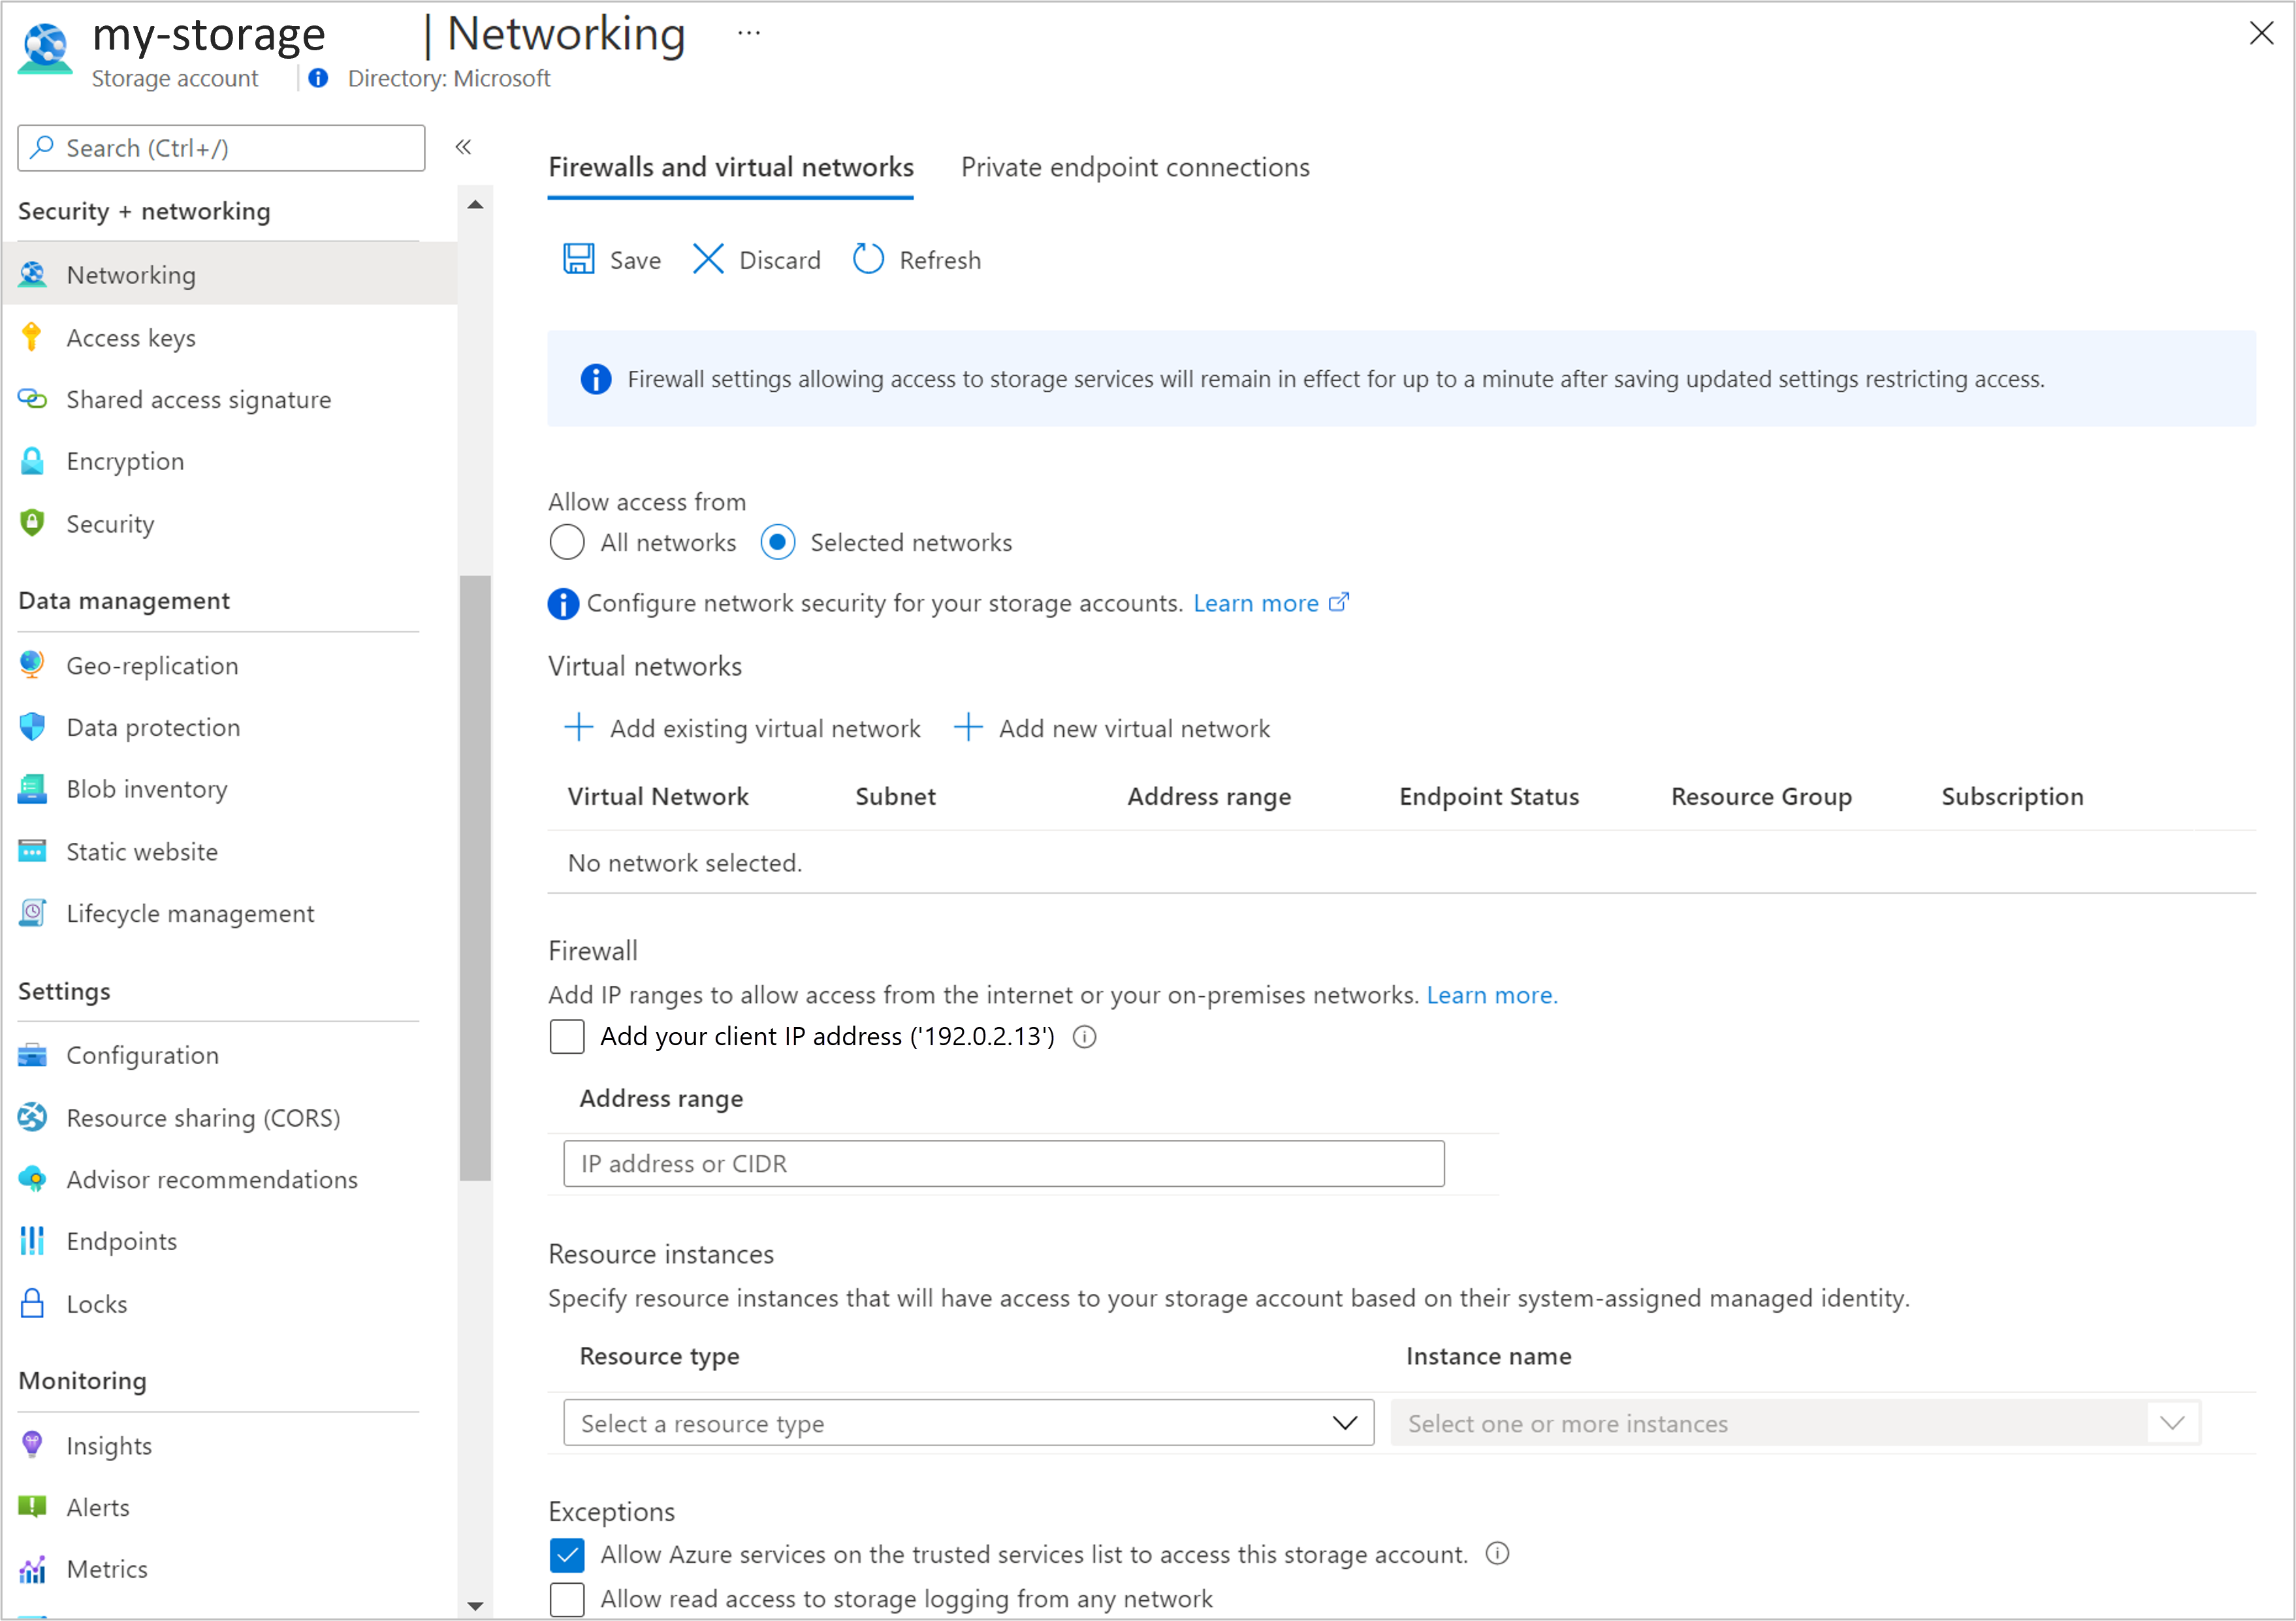 my-storage | Networking ...
Storage account | Directory: Microsoft
Search (Ctrl+/)
Security + networking
Networking
Access keys
Shared access signature
Encryption
Security
Data management
Geo-replication
Data protection
Blob inventory
Static website
Lifecycle management
Settings
Configuration
Resource sharing (CORS)
Advisor recommendations
Endpoints
Locks
Monitoring
Insights
Alerts
Metrics
Firewalls and virtual networks Private endpoint connections
Save Discard Refresh
Firewall settings allowing access to storage services will remain in effect for up to a minute after saving updated settings restricting access.
Allow access from
All networks Selected networks
Configure network security for your storage accounts. Learn more
Virtual networks
Add existing virtual network Add new virtual network
Virtual Network Subnet Address range Endpoint Status Resource Group Subscription
No network selected.
Firewall
Add IP ranges to allow access from the internet or your on-premises networks. Learn more.
Add your client IP address ('192.0.2.13')
Address range
IP address or CIDR
Resource instances
Specify resource instances that will have access to your storage account based on their system-assigned managed identity.
Resource type Instance name
Select a resource type Select one or more instances
Exceptions
Allow Azure services on the trusted services list to access this storage account.
Allow read access to storage logging from any network